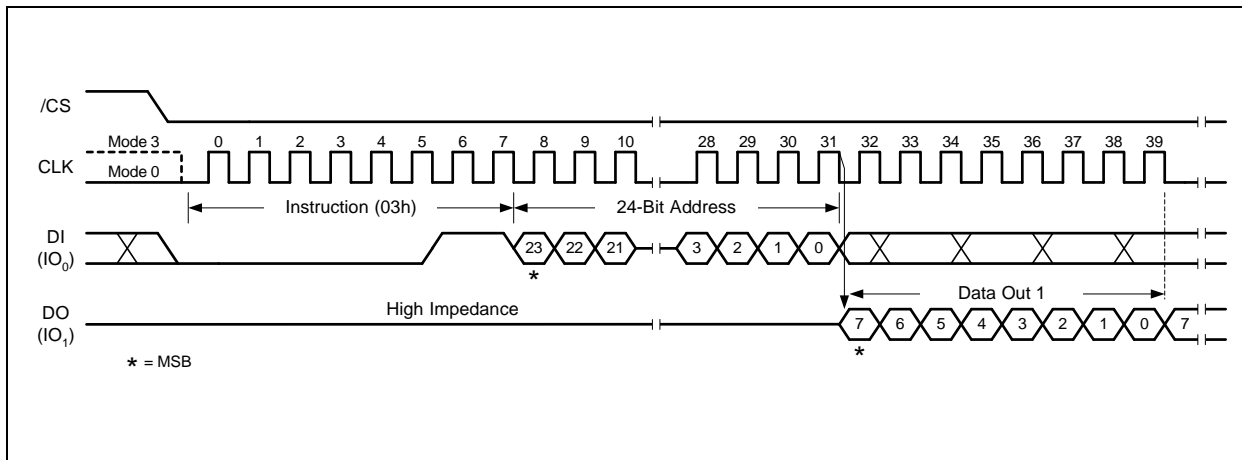 /CS
Mode 3
0 1 2 3 4 5 6 7 8 9 10 28 29 30 31 32 33 34 35 36 37 38 39
CLK
Mode 0
Instruction (03h) 24-Bit Address
DI
(IO0)
23 22 21 3 2 1 0
*
Data Out 1
High Impedance
DO
(IO1)
7 6 5 4 3 2 1 0 7
*
* = MSB